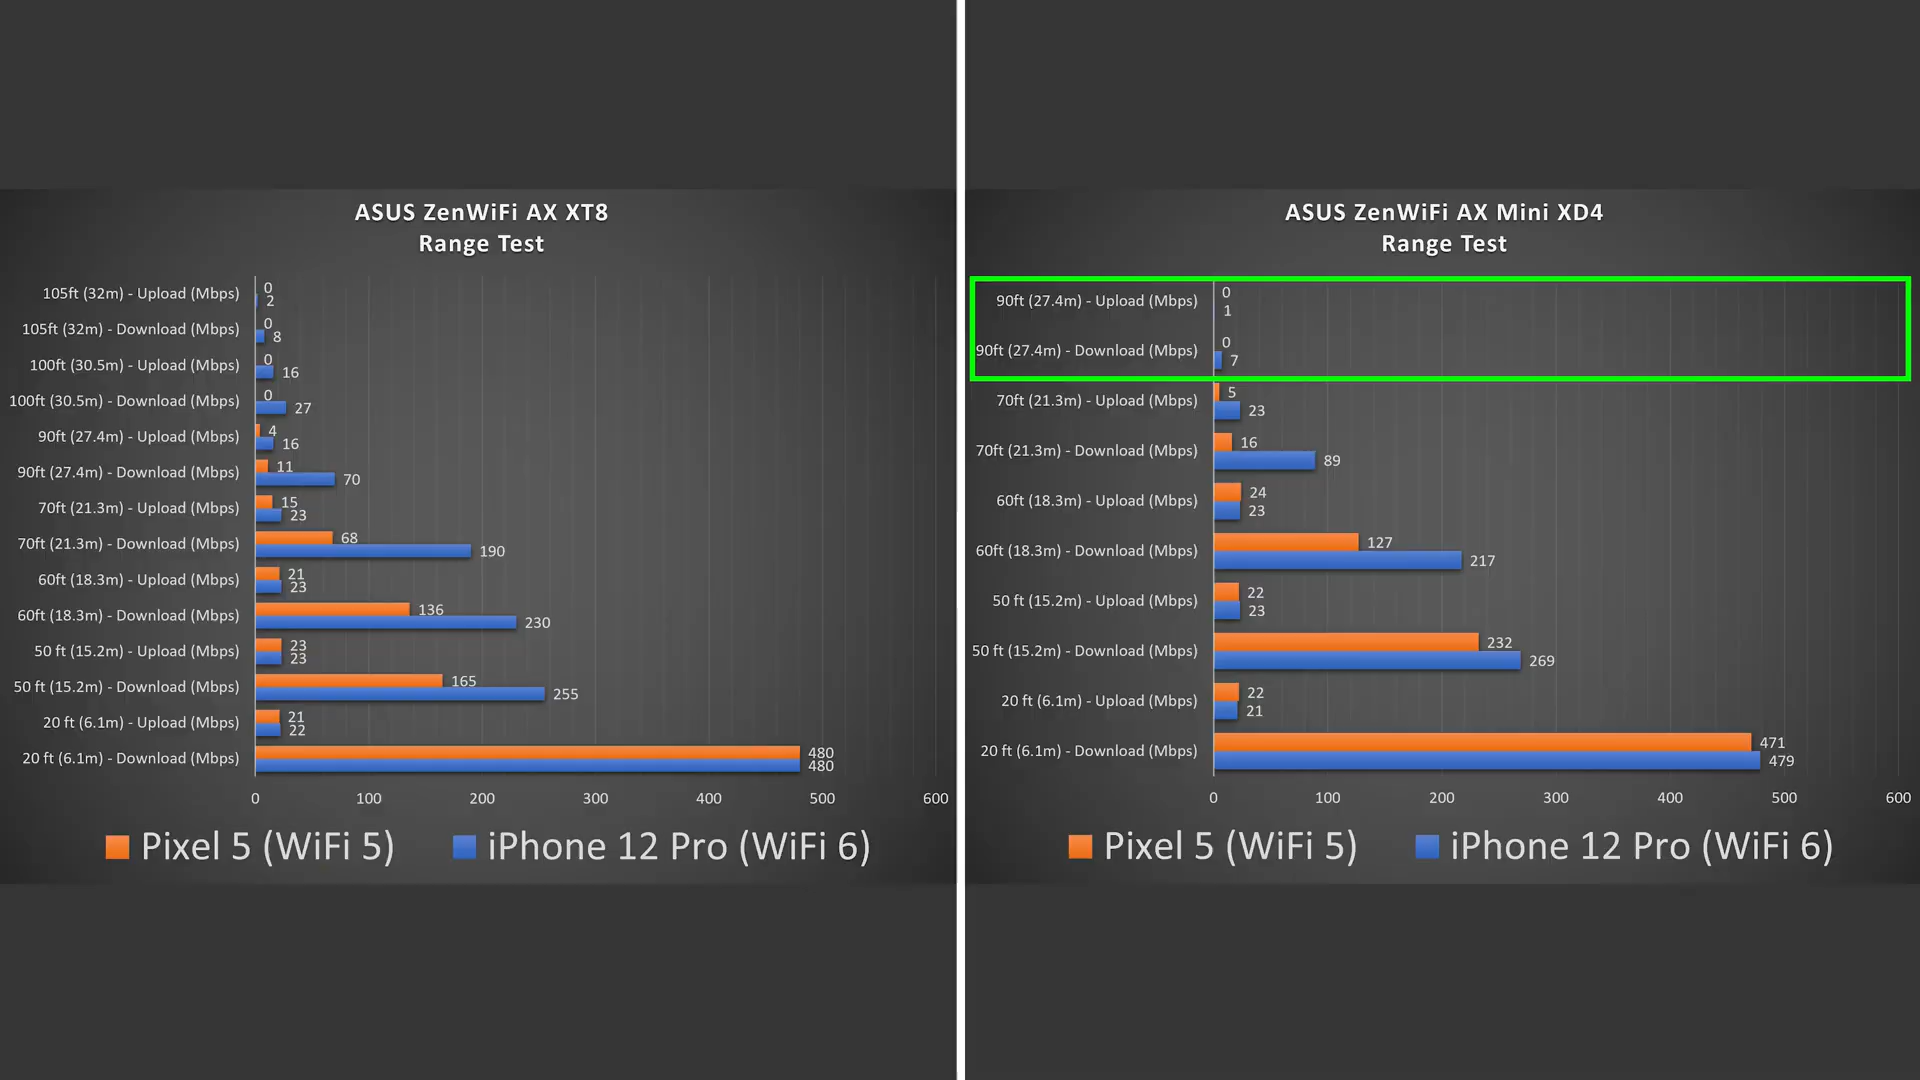 ASUS ZenWiFi AX XT8
Range Test
105ft (32m) - Upload (Mbps) 0 2
105ft (32m) - Download (Mbps) 0 8
100ft (30.5m) - Upload (Mbps) 0 16
100ft (30.5m) - Download (Mbps) 0 27
90ft (27.4m) - Upload (Mbps) 4 16
90ft (27.4m) - Download (Mbps) 11 70
70ft (21.3m) - Upload (Mbps) 15 23
70ft (21.3m) - Download (Mbps) 68 190
60ft (18.3m) - Upload (Mbps) 21 23
60ft (18.3m) - Download (Mbps) 136 230
50 ft (15.2m) - Upload (Mbps) 23 23
50 ft (15.2m) - Download (Mbps) 165 255
20 ft (6.1m) - Upload (Mbps) 21 22
20 ft (6.1m) - Download (Mbps) 480 480
0 100 200 300 400 500 600
Pixel 5 (WiFi 5) iPhone 12 Pro (WiFi 6)
ASUS ZenWiFi AX Mini XD4
Range Test
90ft (27.4m) - Upload (Mbps) 0 1
90ft (27.4m) - Download (Mbps) 0 7
70ft (21.3m) - Upload (Mbps) 5 23
70ft (21.3m) - Download (Mbps) 16 89
60ft (18.3m) - Upload (Mbps) 24 23
60ft (18.3m) - Download (Mbps) 127 217
50 ft (15.2m) - Upload (Mbps) 22 23
50 ft (15.2m) - Download (Mbps) 232 269
20 ft (6.1m) - Upload (Mbps) 22 21
20 ft (6.1m) - Download (Mbps) 471 479
0 100 200 300 400 500 600
Pixel 5 (WiFi 5) iPhone 12 Pro (WiFi 6)